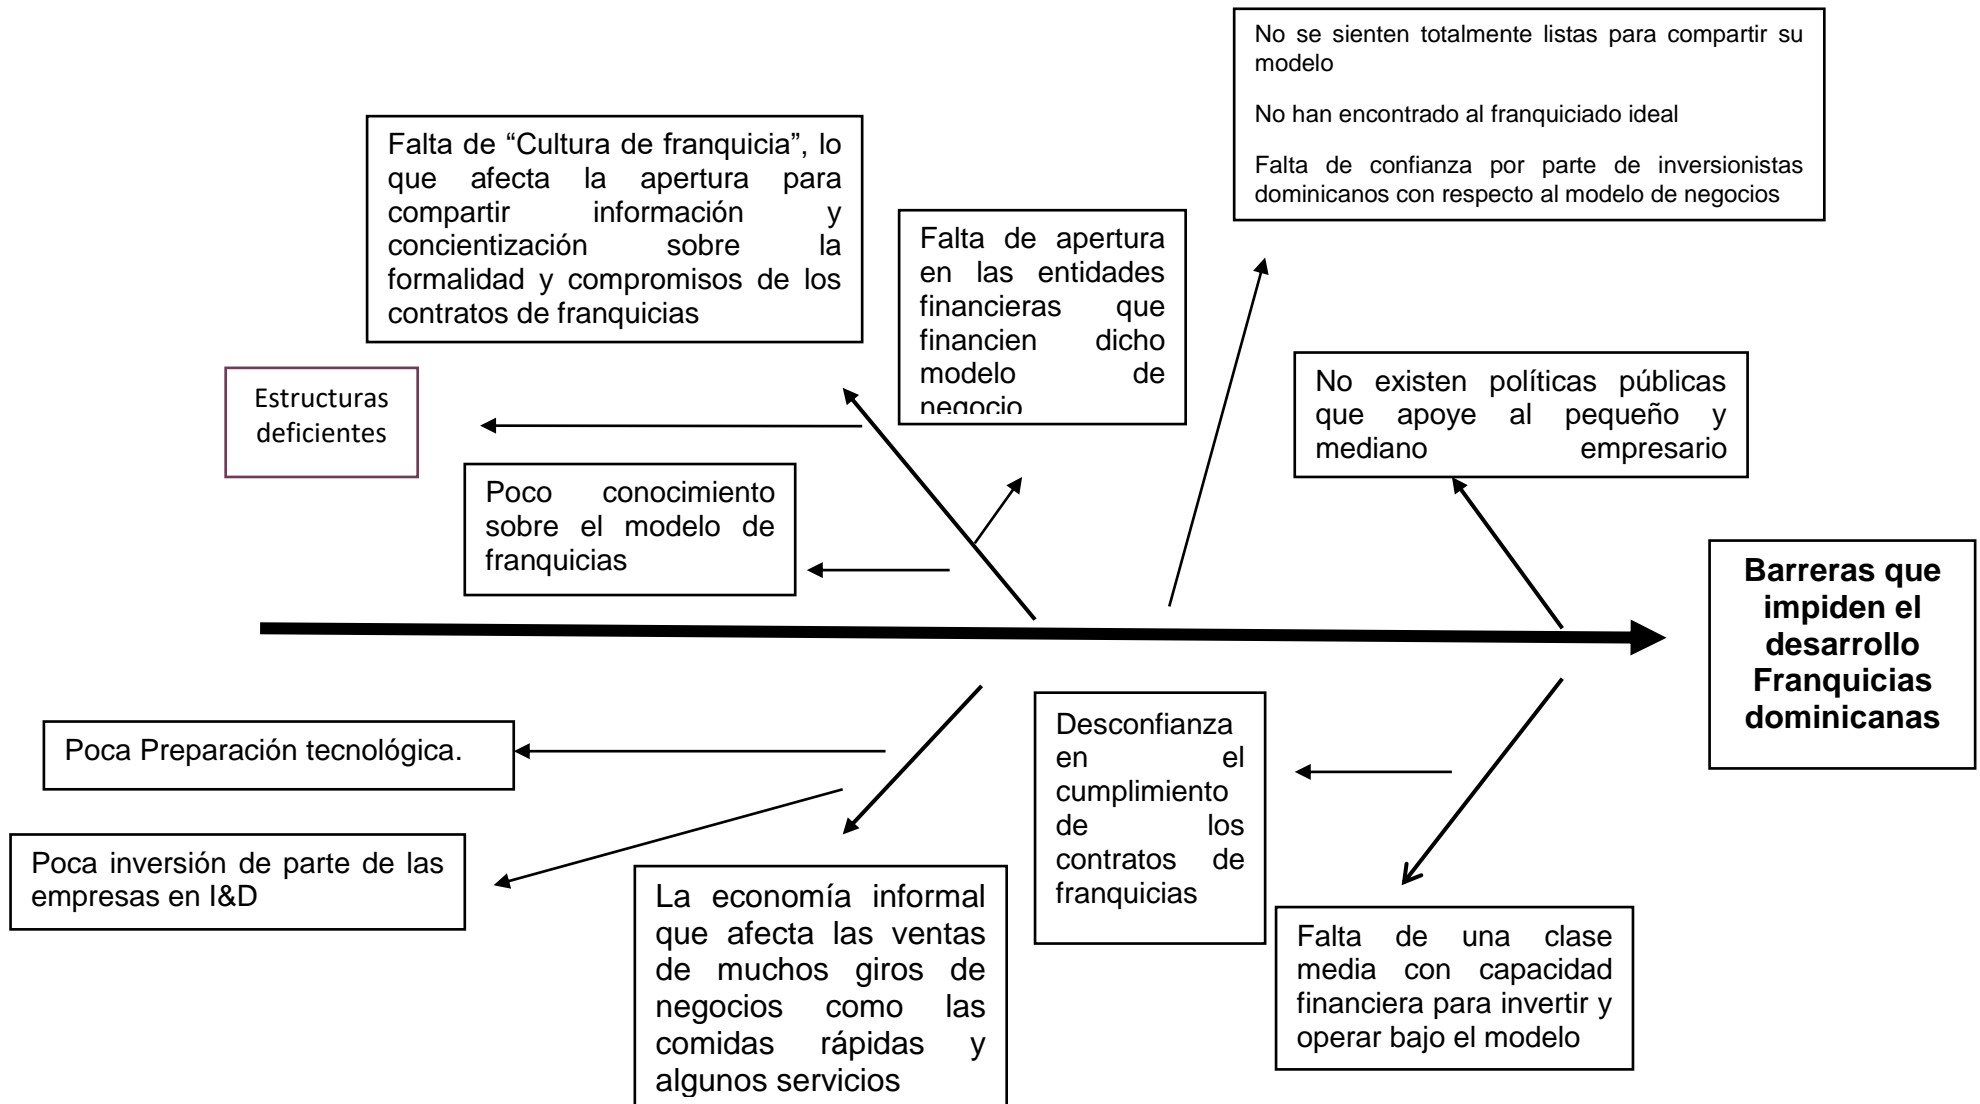 No se sienten totalmente listas para compartir su
modelo
No han encontrado al franquiciado ideal
Falta de confianza por parte de inversionistas
dominicanos con respecto al modelo de negocios
Falta de “Cultura de franquicia”, lo
que afecta la apertura para
compartir información y
concientización sobre la
formalidad y compromisos de los
contratos de franquicias
Falta de apertura
en las entidades
financieras que
financien dicho
modelo de
negocio
No existen políticas públicas
que apoye al pequeño y
mediano empresario
Estructuras
deficientes
Poco conocimiento
sobre el modelo de
franquicias
Barreras que
impiden el
desarrollo
Franquicias
dominicanas
Poca Preparación tecnológica.
Desconfianza
en el
cumplimiento
de los
contratos de
franquicias
Poca inversión de parte de las
empresas en I&D
La economía informal
que afecta las ventas
de muchos giros de
negocios como las
comidas rápidas y
algunos servicios
Falta de una clase
media con capacidad
financiera para invertir y
operar bajo el modelo